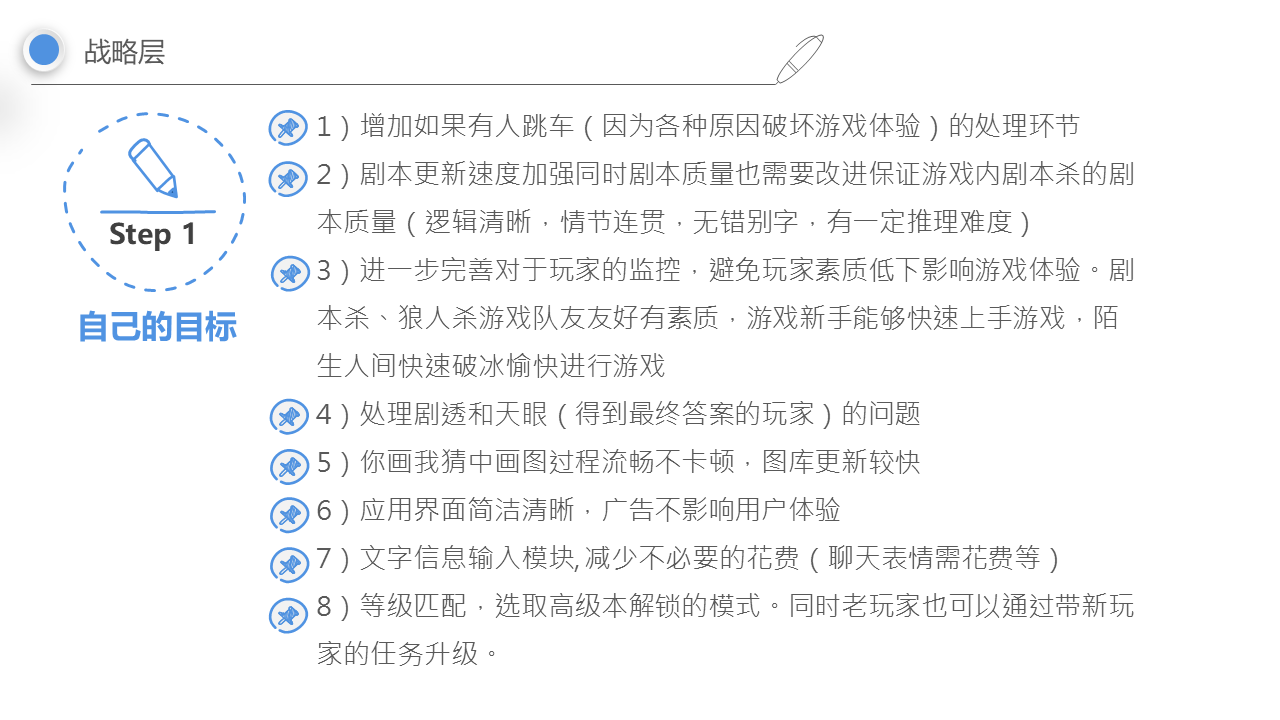 战略层
Step 1
自己的目标
1）增加如果有人跳车（因为各种原因破坏游戏体验）的处理环节
2）剧本更新速度加强同时剧本质量也需要改进保证游戏内剧本杀的剧
本质量（逻辑清晰，情节连贯，无错别字，有一定推理难度）
3）进一步完善对于玩家的监控，避免玩家素质低下影响游戏体验。剧
本杀、狼人杀游戏队友友好有素质，游戏新手能够快速上手游戏，陌
生人间快速破冰愉快进行游戏
4）处理剧透和天眼（得到最终答案的玩家）的问题
5）你画我猜中画图过程流畅不卡顿，图库更新较快
6）应用界面简洁清晰，广告不影响用户体验
7）文字信息输入模块,减少不必要的花费（聊天表情需花费等）
8）等级匹配，选取高级本解锁的模式。同时老玩家也可以通过带新玩
家的任务升级。